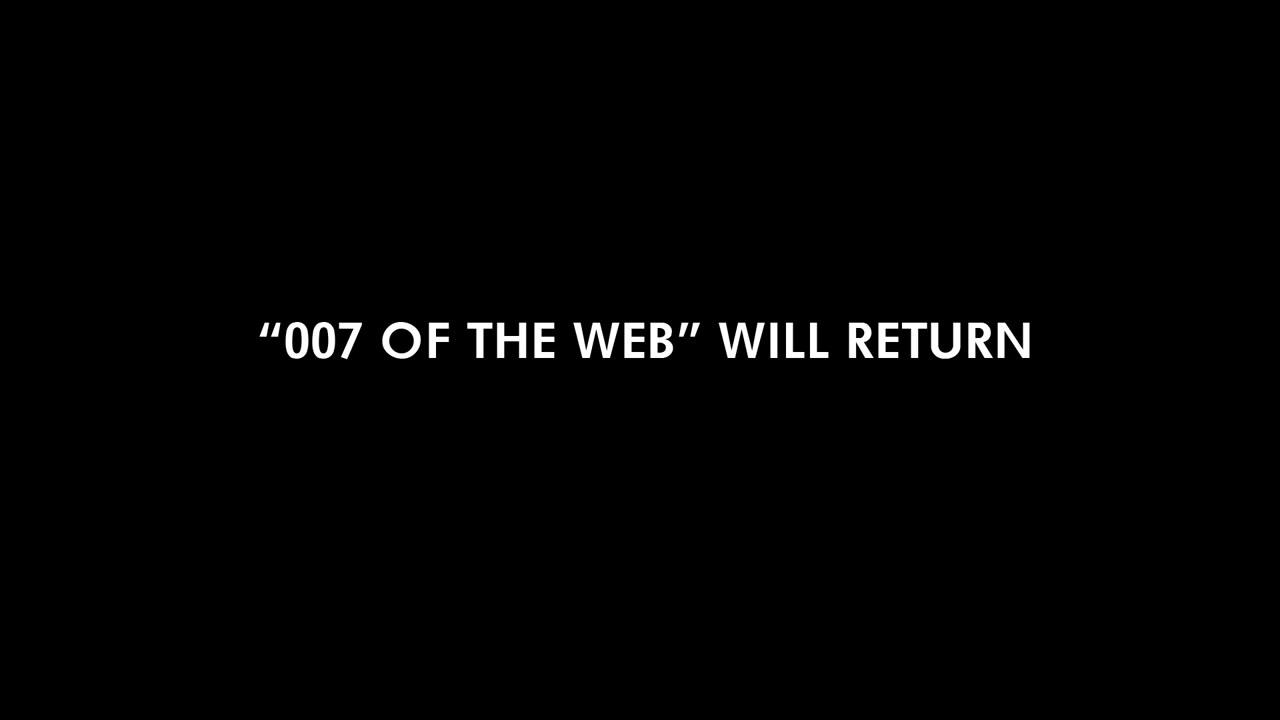 “007 OF THE WEB” WILL RETURN